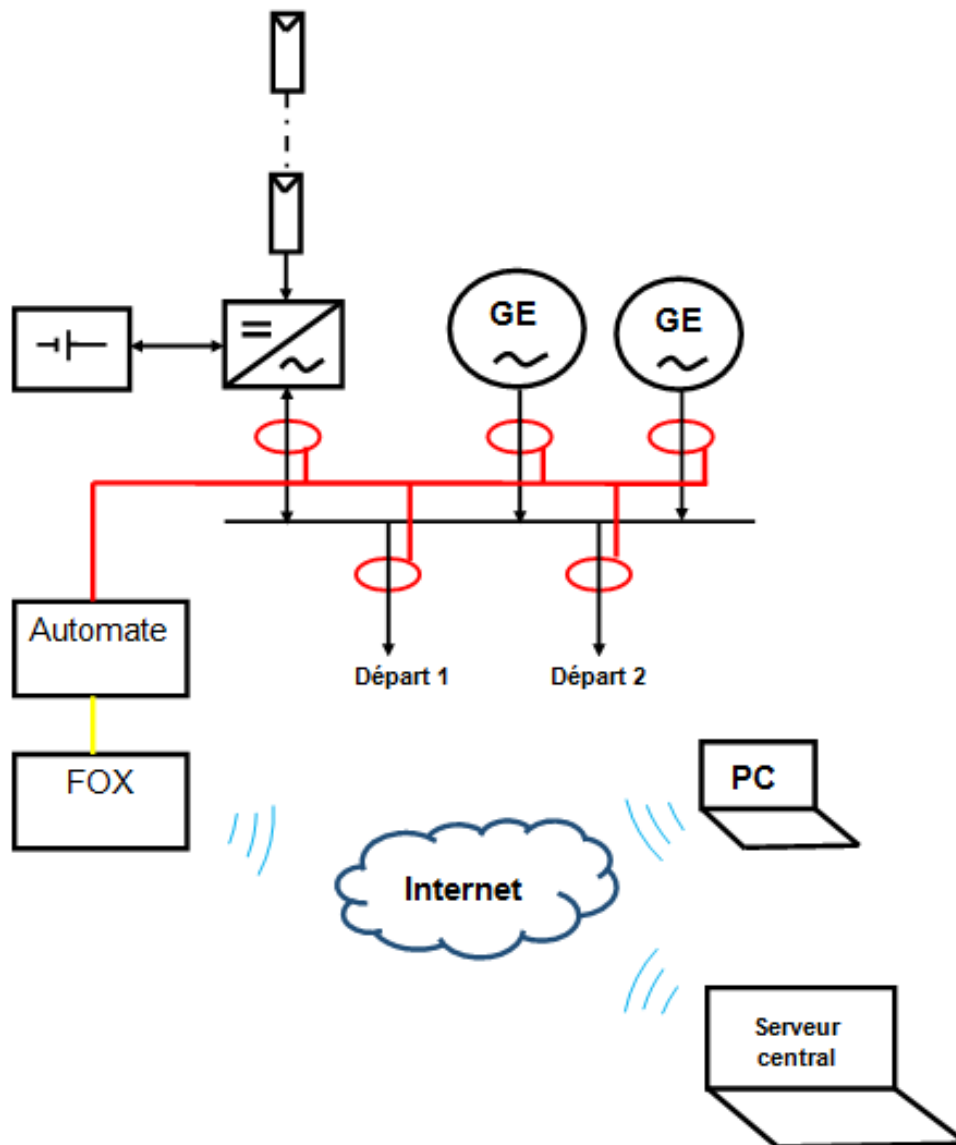 GE
GE
Automate
Départ 1
Départ 2
FOX
PC
Internet
Serveur
central